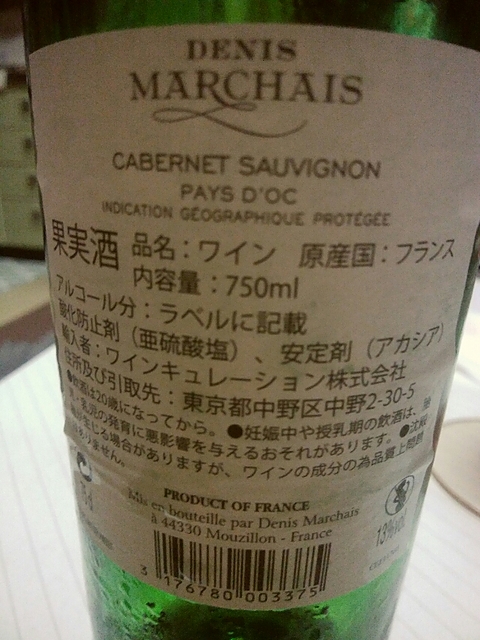 DENIS
MARCHAIS
CABERNET SAUVIGNON
PAYS D'OC
INDICATION GÉOGRAPHIQUE PROTÉGÉE
果実酒 品名：ワイン 原産国：フランス
内容量：750ml
アルコール分：ラベルに記載
酸化防止剤（亜硫酸塩）、安定剤（アカシア）
輸入者：ワインキュレーション株式会社
住所及び引取先：東京都中野区中野2-30-5
●飲酒は20歳になってから。●妊娠中や授乳期の飲酒は、
・乳児の発育に悪影響を与えるおそれがあります。●
が生じる場合がありますが、ワインの成分の為品質上問題
ありません。
PRODUCT OF FRANCE
Mis en bouteille par Denis Marchais
à 44330 Mouzillon - France
13%vol
3 176780 003375